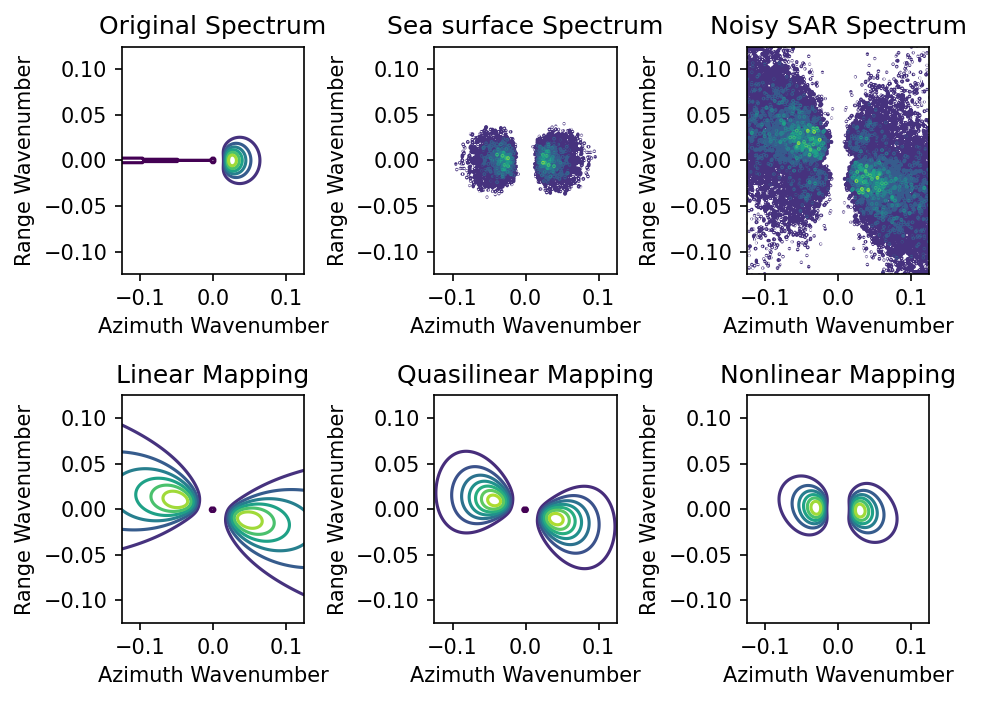 Original Spectrum
Sea surface Spectrum
Noisy SAR Spectrum
Range Wavenumber
0.10
0.05
0.00
−0.05
−0.10
−0.1 0.0 0.1
Azimuth Wavenumber
Range Wavenumber
0.10
0.05
0.00
−0.05
−0.10
−0.1 0.0 0.1
Azimuth Wavenumber
Range Wavenumber
0.10
0.05
0.00
−0.05
−0.10
−0.1 0.0 0.1
Azimuth Wavenumber
Linear Mapping
Quasilinear Mapping
Nonlinear Mapping
Range Wavenumber
0.10
0.05
0.00
−0.05
−0.10
−0.1 0.0 0.1
Azimuth Wavenumber
Range Wavenumber
0.10
0.05
0.00
−0.05
−0.10
−0.1 0.0 0.1
Azimuth Wavenumber
Range Wavenumber
0.10
0.05
0.00
−0.05
−0.10
−0.1 0.0 0.1
Azimuth Wavenumber